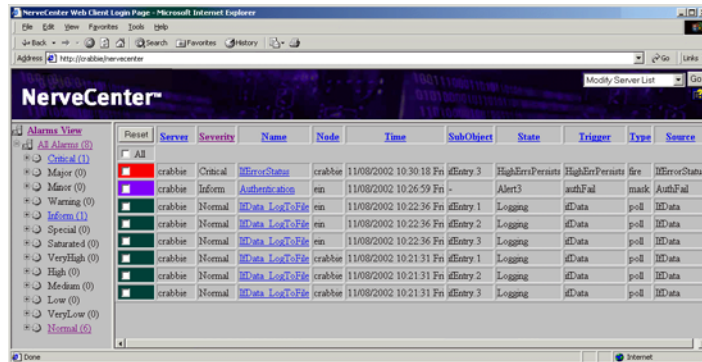 NerveCenter Web Client Login Page - Microsoft Internet Explorer
File Edit View Favorites Tools Help
Back Search Favorites History
Address http://crabbie/nervecenter Go Links
Modify Server List Go
NerveCenter™
Alarms View
All Alarms (8)
Critical (1)
Major (0)
Minor (0)
Warning (0)
Inform (1)
Special (0)
Saturated (0)
VeryHigh (0)
High (0)
Medium (0)
Low (0)
VeryLow (0)
Normal (6)
Reset Server Severity Name Node Time SubObject State Trigger Type Source
All
crabbie Critical IfErrorStatus crabbie 11/08/2002 10:30:18 Fri ifEntry.3 HighErrsPersists HighErrPersists fire IfErrorStatu
crabbie Inform Authentication ein 11/08/2002 10:26:59 Fri - Alert3 authFail mask AuthFail
crabbie Normal IfData_LogToFile ein 11/08/2002 10:22:36 Fri ifEntry.1 Logging ifData poll IfData
crabbie Normal IfData_LogToFile ein 11/08/2002 10:22:36 Fri ifEntry.2 Logging ifData poll IfData
crabbie Normal IfData_LogToFile ein 11/08/2002 10:22:36 Fri ifEntry.3 Logging ifData poll IfData
crabbie Normal IfData_LogToFile crabbie 11/08/2002 10:21:31 Fri ifEntry.1 Logging ifData poll IfData
crabbie Normal IfData_LogToFile crabbie 11/08/2002 10:21:31 Fri ifEntry.2 Logging ifData poll IfData
crabbie Normal IfData_LogToFile crabbie 11/08/2002 10:21:31 Fri ifEntry.3 Logging ifData poll IfData
Done Internet